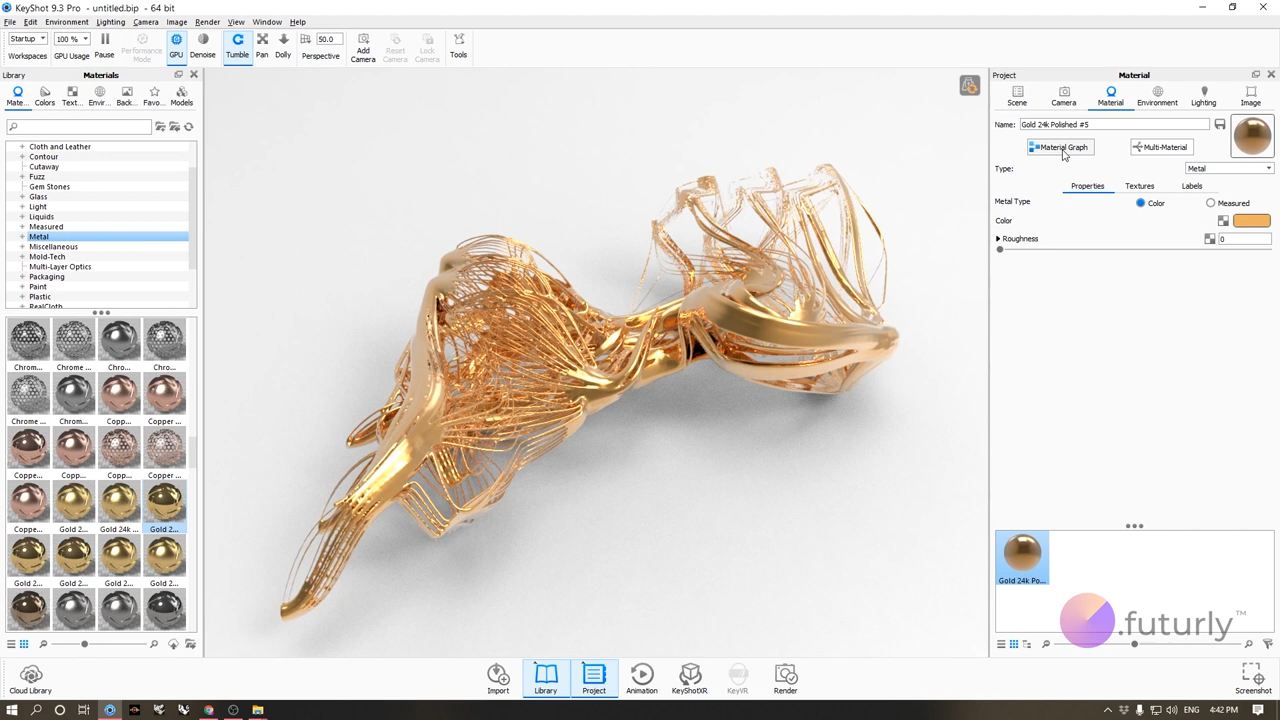 KeyShot 9.3 Pro - untitled.bip - 64 bit
File Edit Environment Lighting Camera Image Render View Window Help
Startup 100 % 50.0
Workspaces GPU Usage Pause Performance Mode GPU Denoise Tumble Pan Dolly Perspective Add Camera Reset Camera Lock Camera Tools
Library Materials
Mate... Colors Text... Envir... Back... Favo... Models
Cloth and Leather
Contour
Cutaway
Fuzz
Gem Stones
Glass
Light
Liquids
Measured
Metal
Miscellaneous
Mold-Tech
Multi-Layer Optics
Packaging
Paint
Plastic
RealCloth
Chrom... Chrome ... Chro... Chro...
Chrome ... Chrom... Copp... Copper ...
Coppe... Copp... Copp... Copper ...
Coppe... Gold 2... Gold 24k ... Gold 2...
Gold 2... Gold 2... Gold 2... Gold 2...
Project Material
Scene Camera Material Environment Lighting Image
Name: Gold 24k Polished #5
Material Graph Multi-Material
Type: Metal
Properties Textures Labels
Metal Type Color Measured
Color
Roughness 0
Gold 24k Po...
.futurly™
Cloud Library Import Library Project Animation KeyShotXR KeyVR Render Screenshot
4:42 PM